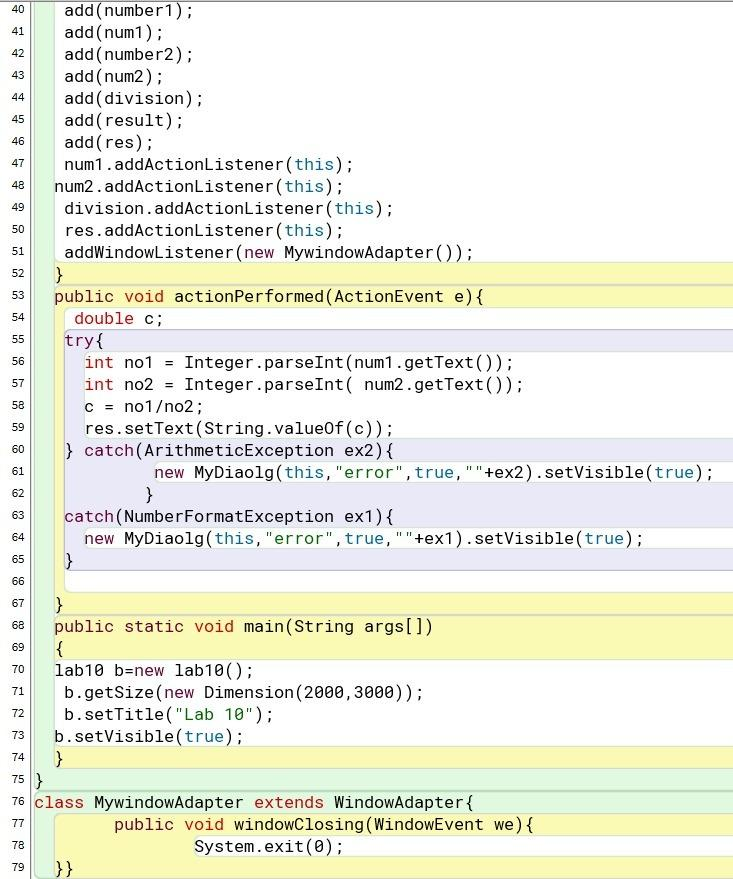 40 add(number1);
41 add(num1);
42 add(number2);
43 add(num2);
44 add(division);
45 add(result);
46 add(res);
47 num1.addActionListener(this);
48 num2.addActionListener(this);
49 division.addActionListener(this);
50 res.addActionListener(this);
51 addWindowListener(new MywindowAdapter());
52 }
53 public void actionPerformed(ActionEvent e){
54 double c;
55 try{
56 int no1 = Integer.parseInt(num1.getText());
57 int no2 = Integer.parseInt( num2.getText());
58 c = no1/no2;
59 res.setText(String.valueOf(c));
60 } catch(ArithmeticException ex2){
61 new MyDiaolg(this,"error",true,""+ex2).setVisible(true);
62 }
63 catch(NumberFormatException ex1){
64 new MyDiaolg(this,"error",true,""+ex1).setVisible(true);
65 }
66
67 }
68 public static void main(String args[])
69 {
70 lab10 b=new lab10();
71 b.getSize(new Dimension(2000,3000));
72 b.setTitle("Lab 10");
73 b.setVisible(true);
74 }
75 }
76 class MywindowAdapter extends WindowAdapter{
77 public void windowClosing(WindowEvent we){
78 System.exit(0);
79 }}